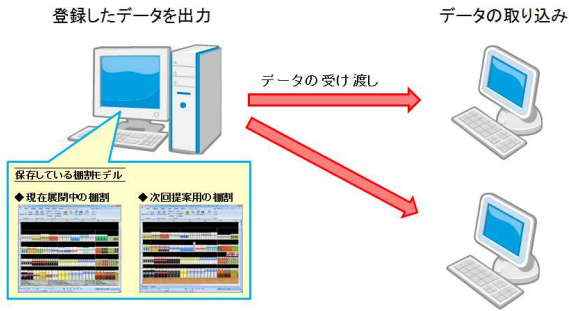 登録したデータを出力
データの取り込み
データの受け渡し
保存している棚割モデル
◆現在展開中の棚割
◆次回提案用の棚割